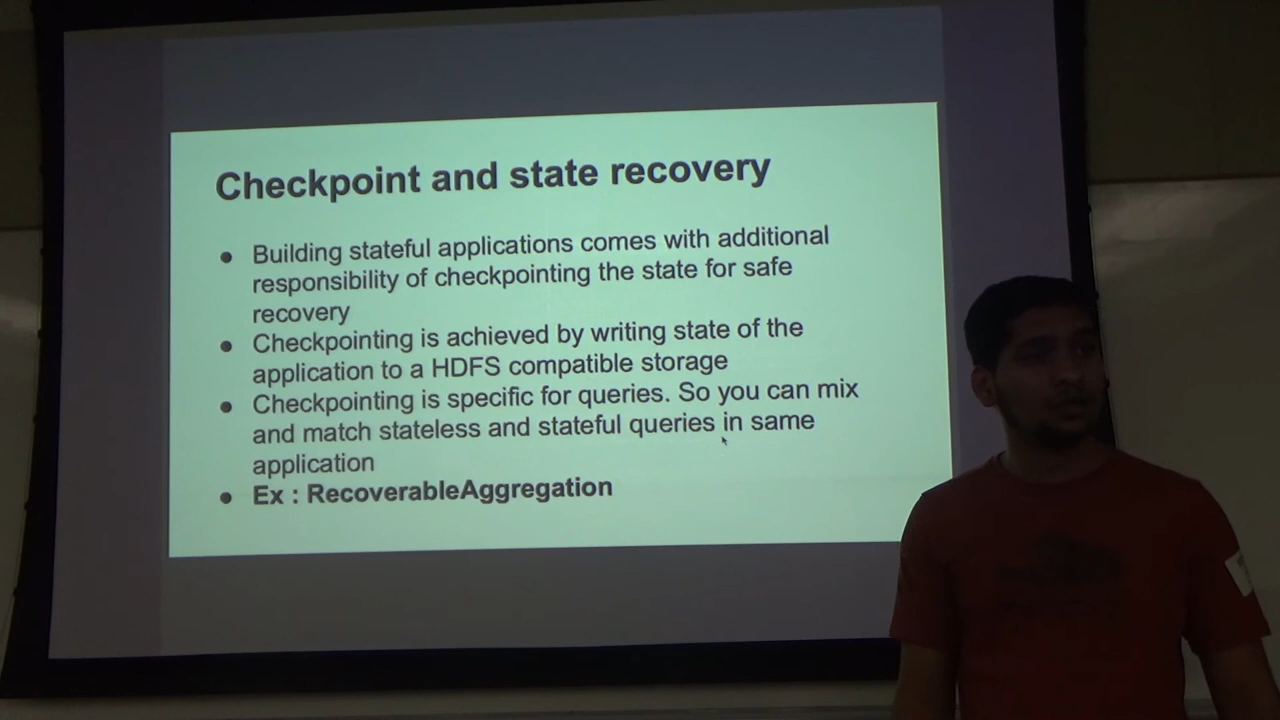 Checkpoint and state recovery
● Building stateful applications comes with additional
responsibility of checkpointing the state for safe
recovery
● Checkpointing is achieved by writing state of the
application to a HDFS compatible storage
● Checkpointing is specific for queries. So you can mix
and match stateless and stateful queries in same
application
● Ex : RecoverableAggregation